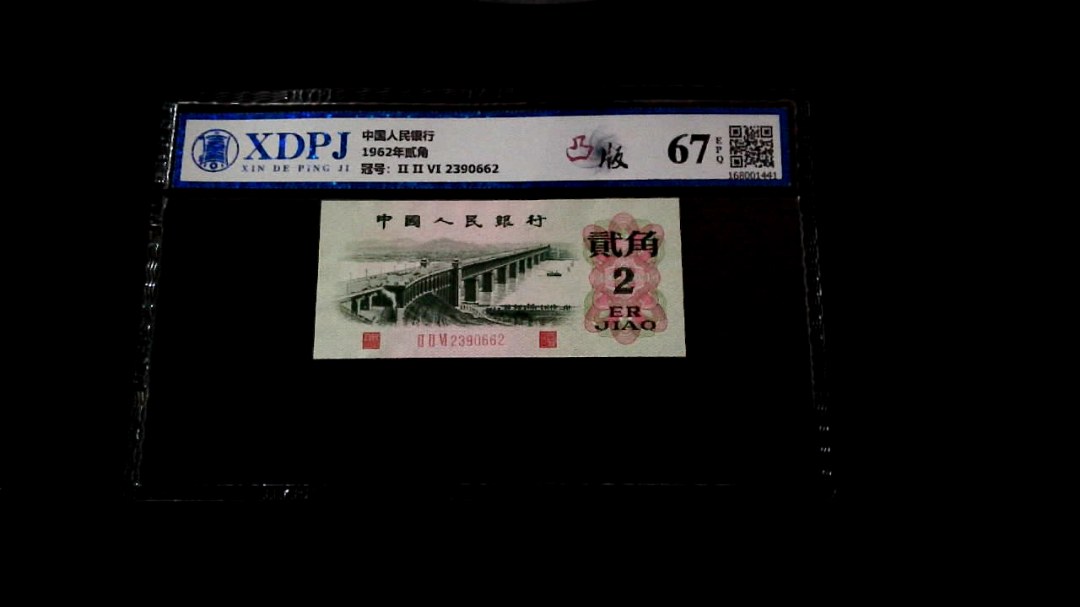 XDPJ
XIN DE PING JI
中国人民银行
1962年贰角
冠号：II II VI 2390662
凸版
67
EPQ
168001441
中國人民銀行
貳角
2
ER
JIAO
II II VI 2390662